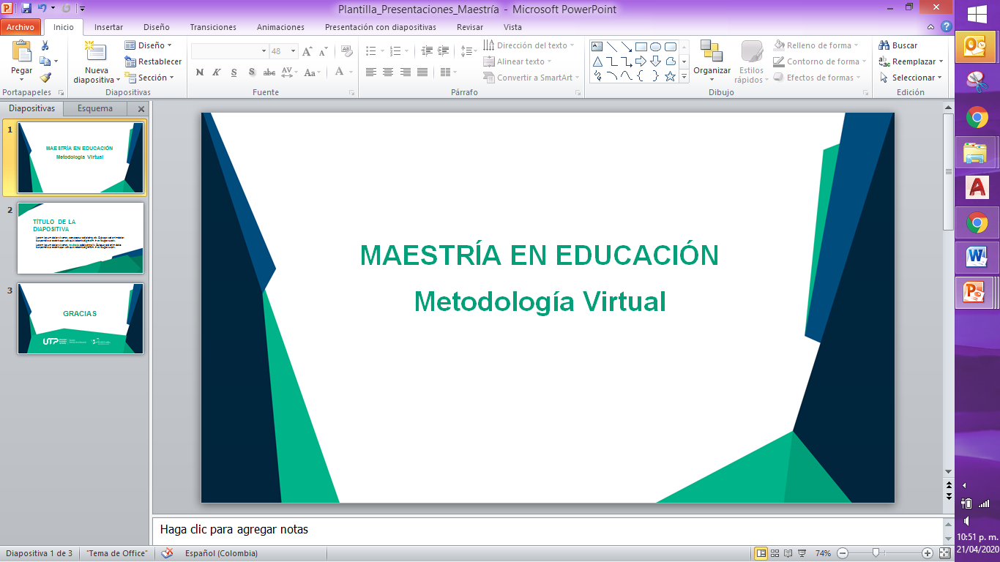 Plantilla_Presentaciones_Maestría - Microsoft PowerPoint
Archivo Inicio Insertar Diseño Transiciones Animaciones Presentación con diapositivas Revisar Vista
Pegar
Portapapeles
Nueva diapositiva
Diseño
Restablecer
Sección
Diapositivas
48
N K S abc AV Aa A
Fuente
Párrafo
Dirección del texto
Alinear texto
Convertir a SmartArt
Organizar
Estilos rápidos
Relleno de forma
Contorno de forma
Efectos de formas
Dibujo
Buscar
Reemplazar
Seleccionar
Edición
Diapositivas Esquema
1
MAESTRÍA EN EDUCACIÓN
Metodología Virtual
2
TÍTULO DE LA
DIAPOSITIVA
3
GRACIAS
UTP
MAESTRÍA EN EDUCACIÓN
Metodología Virtual
Haga clic para agregar notas
Diapositiva 1 de 3 "Tema de Office" Español (Colombia) 74%
10:51 p. m.
21/04/2020